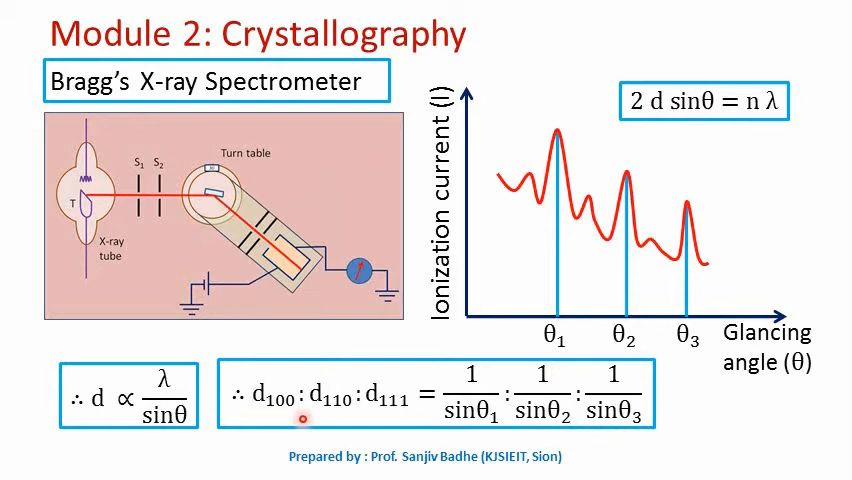 Module 2: Crystallography
Bragg's X-ray Spectrometer
S₁ S₂
Turn table
T
X-ray
tube
Ionization current (I)
2 d sinθ = n λ
θ₁ θ₂ θ₃
Glancing
angle (θ)
∴ d ∝ λ/sinθ
∴ d₁₀₀ : d₁₁₀ : d₁₁₁ = 1/sinθ₁ : 1/sinθ₂ : 1/sinθ₃
Prepared by : Prof. Sanjiv Badhe (KJSIEIT, Sion)